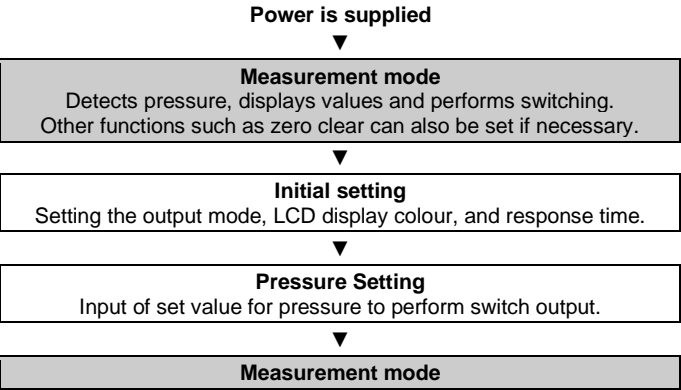 Power is supplied
▼
Measurement mode
Detects pressure, displays values and performs switching.
Other functions such as zero clear can also be set if necessary.
▼
Initial setting
Setting the output mode, LCD display colour, and response time.
▼
Pressure Setting
Input of set value for pressure to perform switch output.
▼
Measurement mode